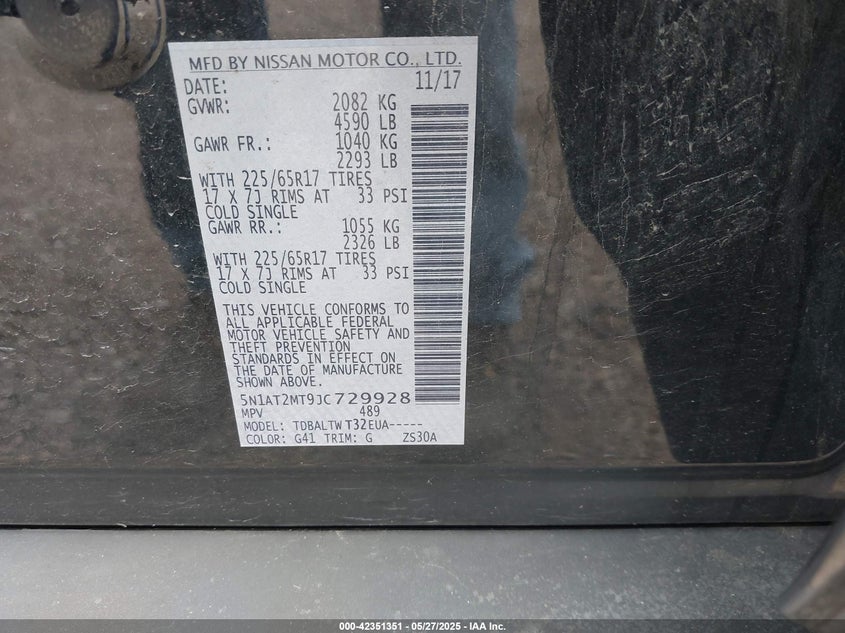 MFD BY NISSAN MOTOR CO., LTD.
DATE: 11/17
GVWR: 2082 KG
4590 LB
GAWR FR.: 1040 KG
2293 LB
WITH 225/65R17 TIRES
17 X 7J RIMS AT 33 PSI
COLD SINGLE
GAWR RR.: 1055 KG
2326 LB
WITH 225/65R17 TIRES
17 X 7J RIMS AT 33 PSI
COLD SINGLE
THIS VEHICLE CONFORMS TO
ALL APPLICABLE FEDERAL
MOTOR VEHICLE SAFETY AND
THEFT PREVENTION
STANDARDS IN EFFECT ON
THE DATE OF MANUFACTURE
SHOWN ABOVE.
5N1AT2MT9JC729928
MPV 489
MODEL: TDBALTW T32EUA-----
COLOR: G41 TRIM: G ZS30A
000-42351351 - 05/27/2025 - IAA Inc.